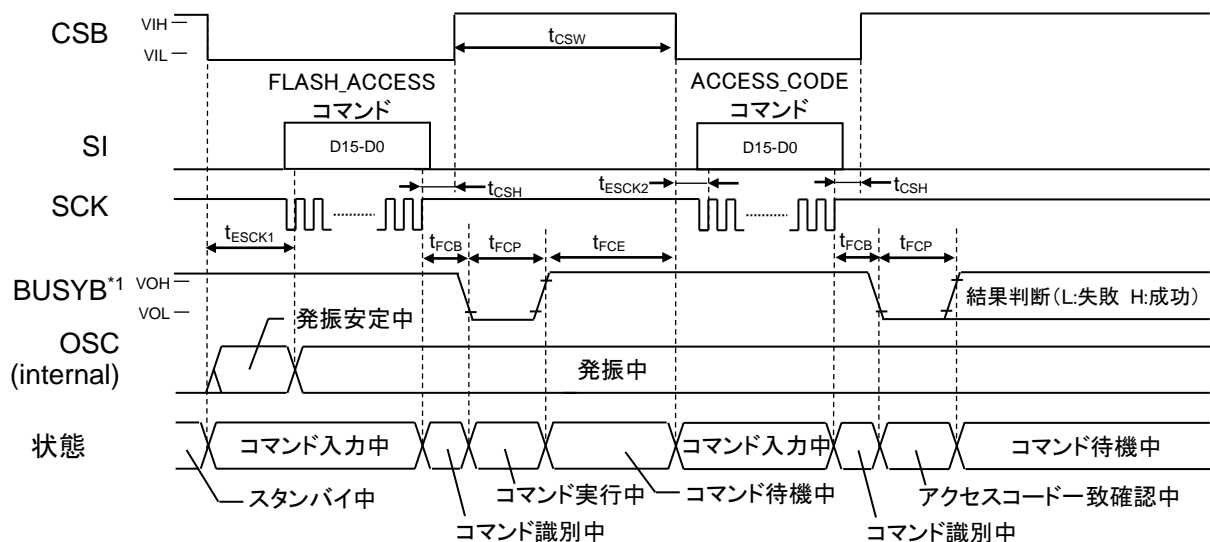 CSB
VIH
VIL
tCSW
FLASH_ACCESS
コマンド
ACCESS_CODE
コマンド
SI
D15-D0
D15-D0
SCK
tCSH
tESCK2
tCSH
tESCK1
tFCB
tFCP
tFCE
tFCB
tFCP
BUSYB*1
VOH
VOL
結果判断(L:失敗 H:成功)
発振安定中
OSC
(internal)
発振中
状態
コマンド入力中
コマンド入力中
コマンド待機中
スタンバイ中
コマンド実行中
コマンド待機中
アクセスコード一致確認中
コマンド識別中
コマンド識別中